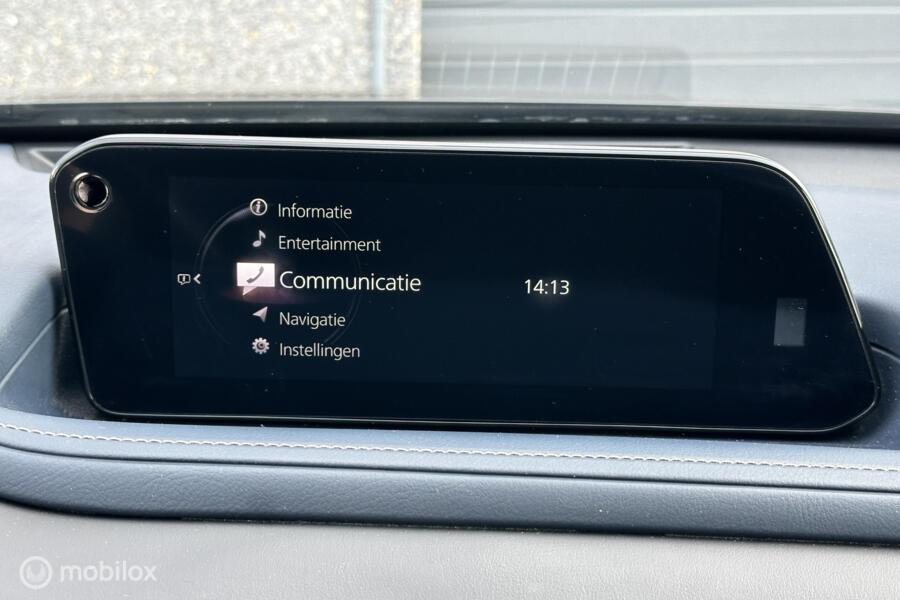 Informatie
Entertainment
Communicatie
14:13
Navigatie
Instellingen
mobilox